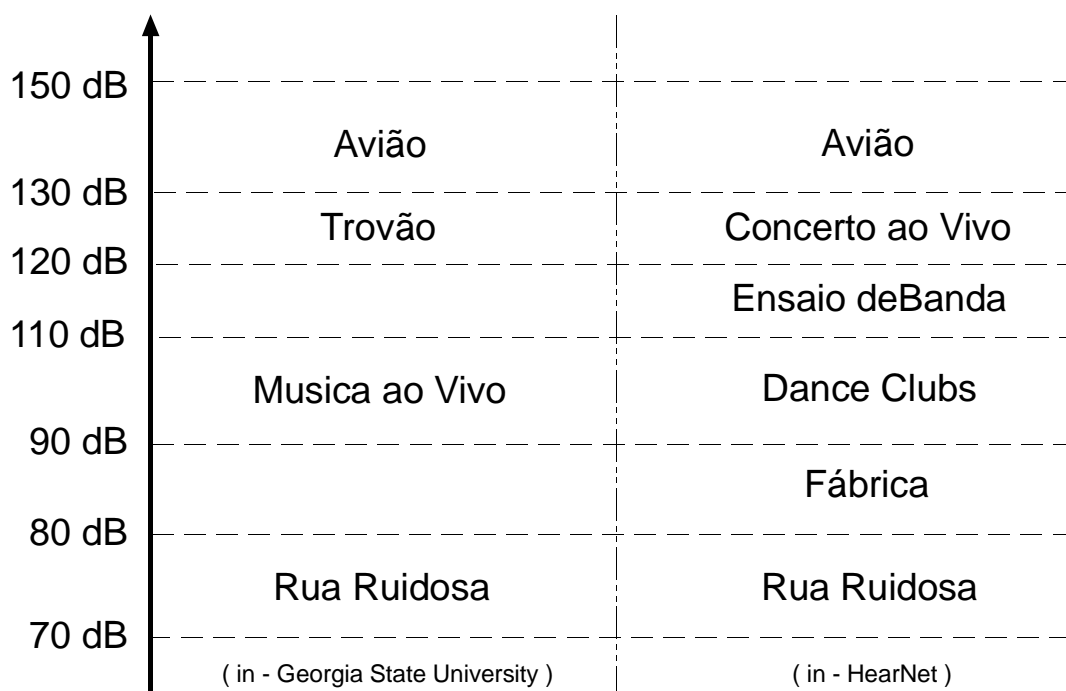 150 dB
Avião Avião
130 dB
Trovão Concerto ao Vivo
120 dB
Ensaio deBanda
110 dB
Musica ao Vivo Dance Clubs
90 dB
Fábrica
80 dB
Rua Ruidosa Rua Ruidosa
70 dB
( in - Georgia State University ) ( in - HearNet )